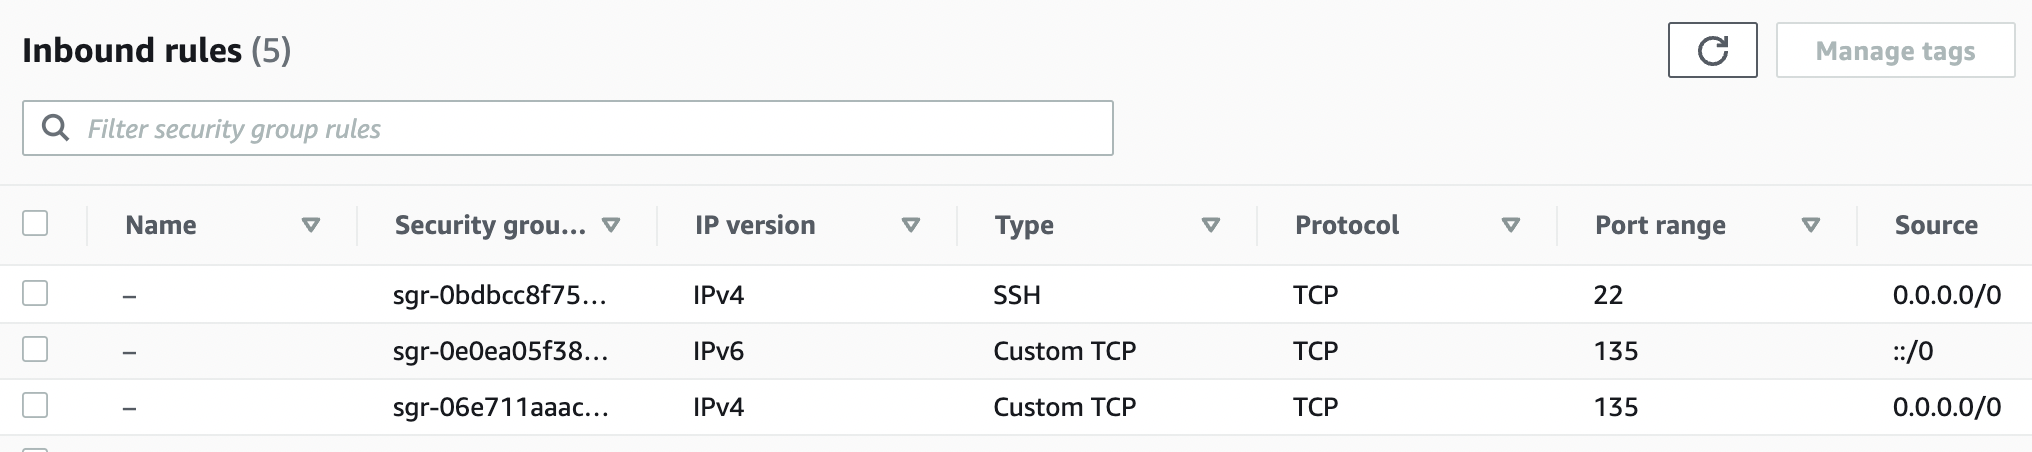 Inbound rules (5)
Manage tags
Filter security group rules
Name Security grou... IP version Type Protocol Port range Source
– sgr-0bdbcc8f75... IPv4 SSH TCP 22 0.0.0.0/0
– sgr-0e0ea05f38... IPv6 Custom TCP TCP 135 ::/0
– sgr-06e711aaac... IPv4 Custom TCP TCP 135 0.0.0.0/0